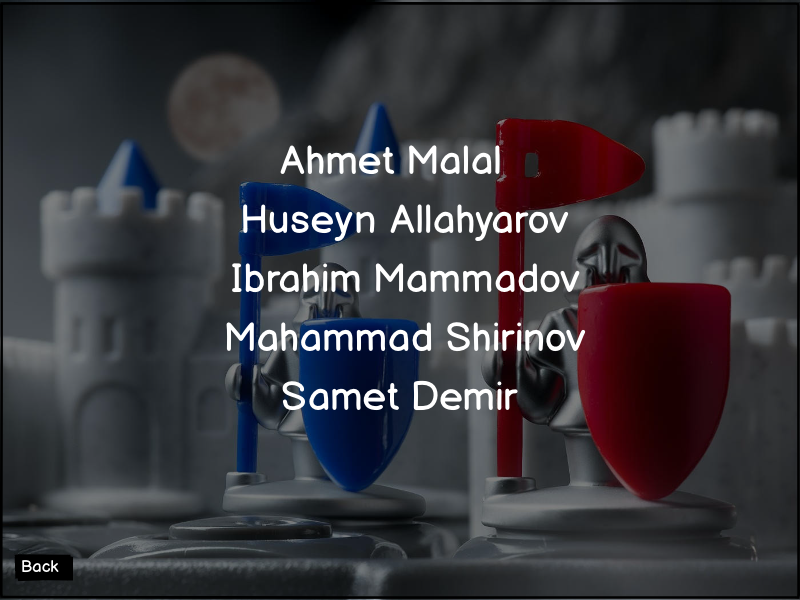 Ahmet Malal
Huseyn Allahyarov
Ibrahim Mammadov
Mahammad Shirinov
Samet Demir
Back